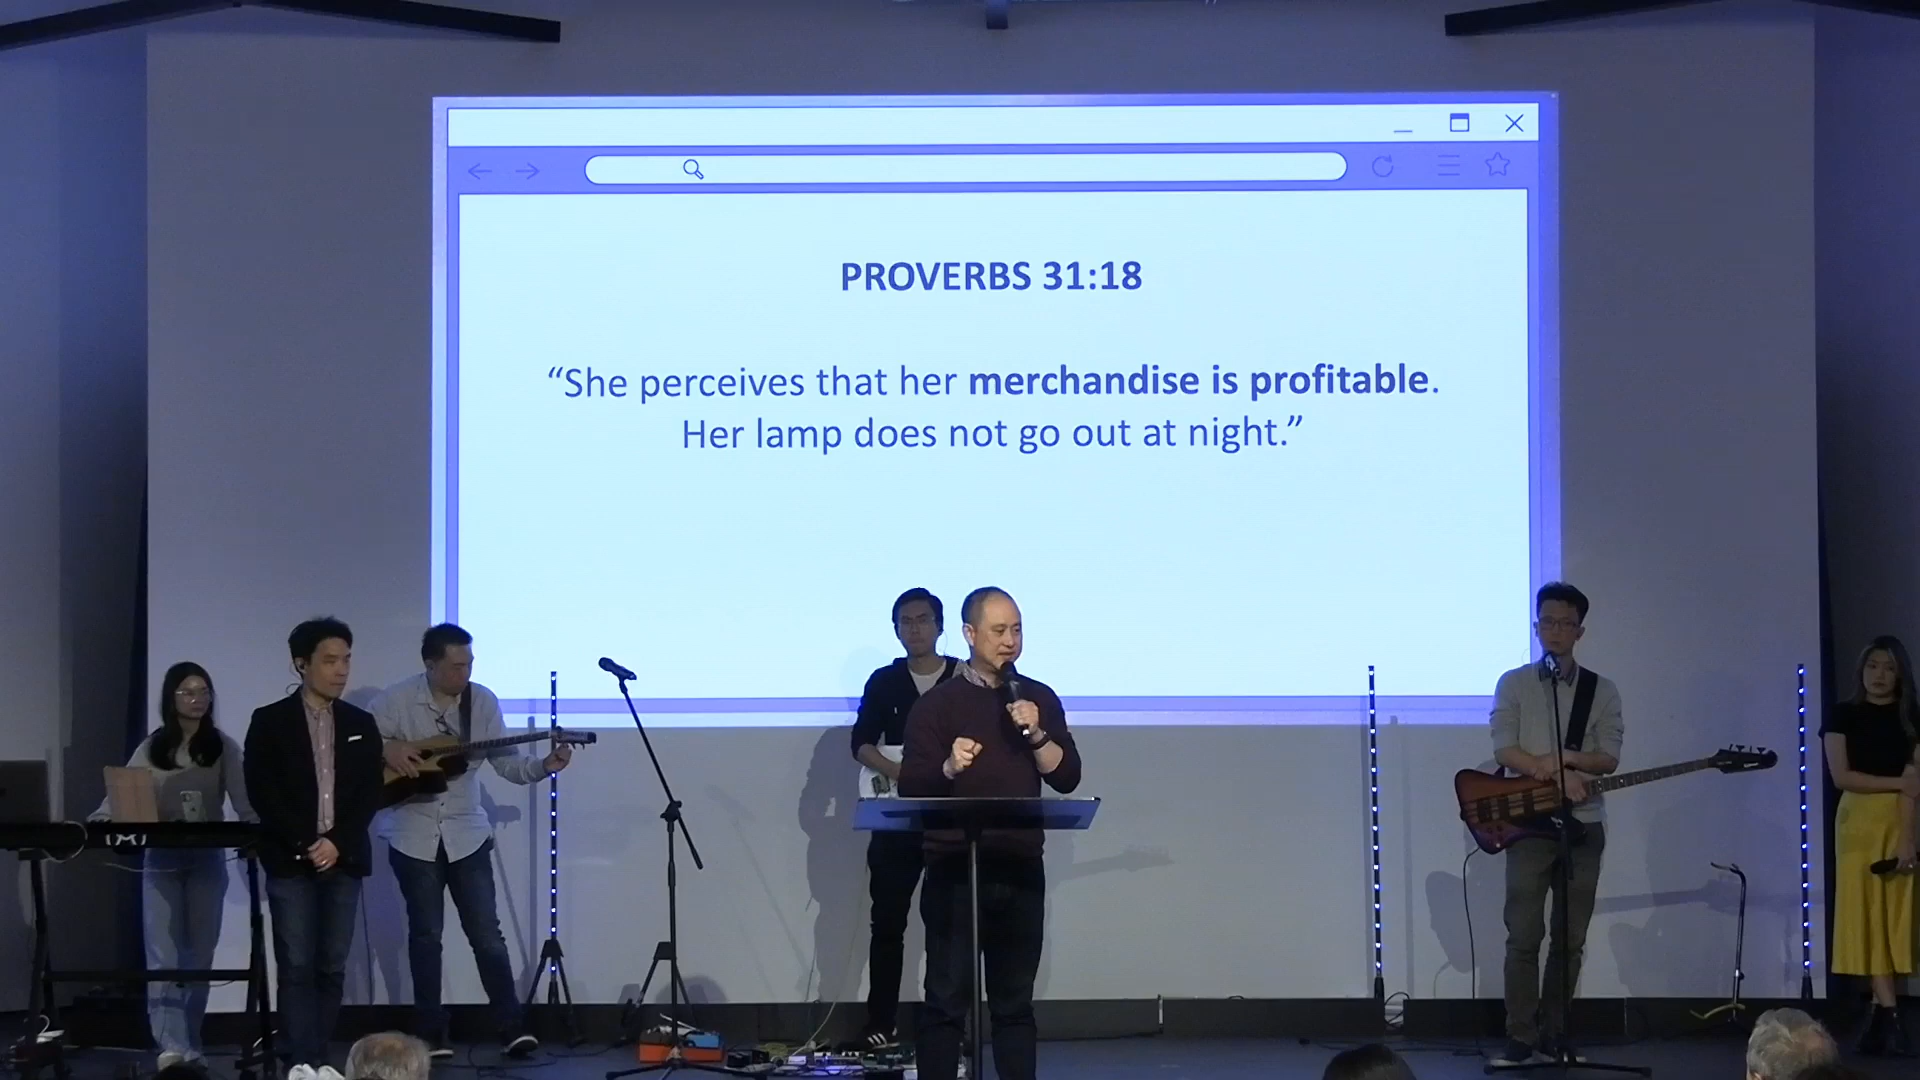 PROVERBS 31:18
“She perceives that her merchandise is profitable.
Her lamp does not go out at night.”